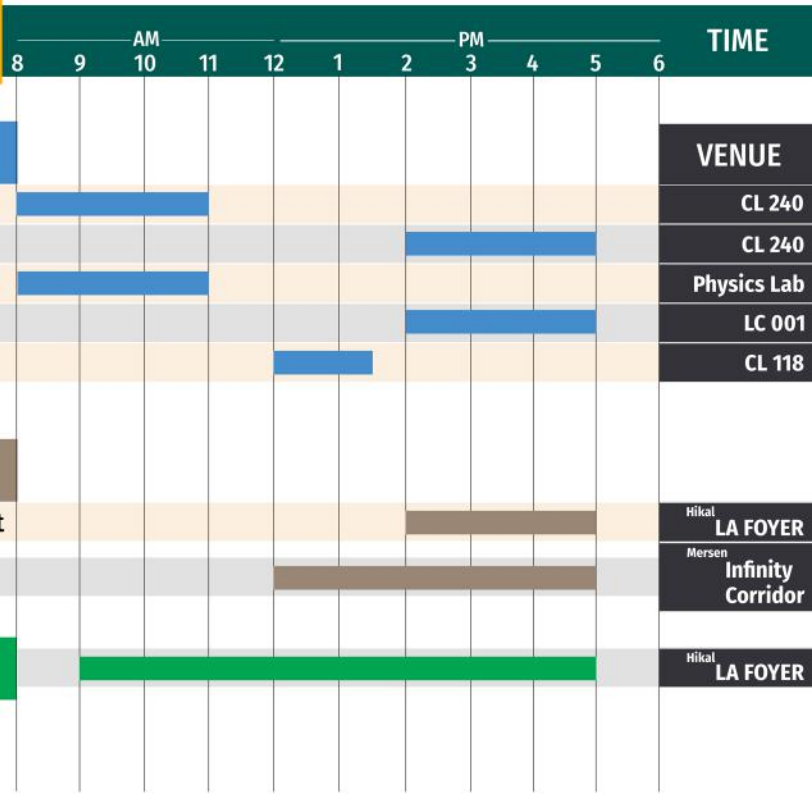 AM PM TIME
8 9 10 11 12 1 2 3 4 5 6
VENUE
CL 240
CL 240
Physics Lab
LC 001
CL 118
t
Hikal
LA FOYER
Mersen
Infinity
Corridor
Hikal
LA FOYER